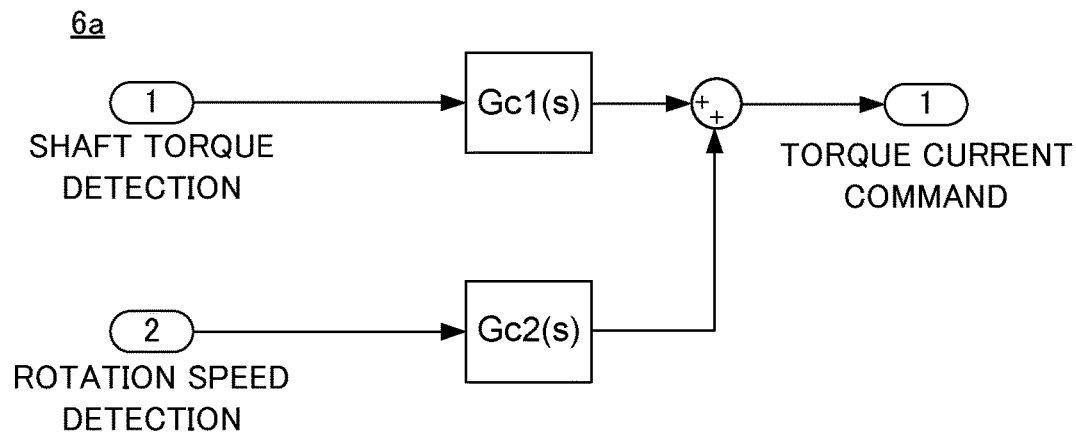 6a
1
SHAFT TORQUE
DETECTION
Gc1(s)
+
+
1
TORQUE CURRENT
COMMAND
2
ROTATION SPEED
DETECTION
Gc2(s)